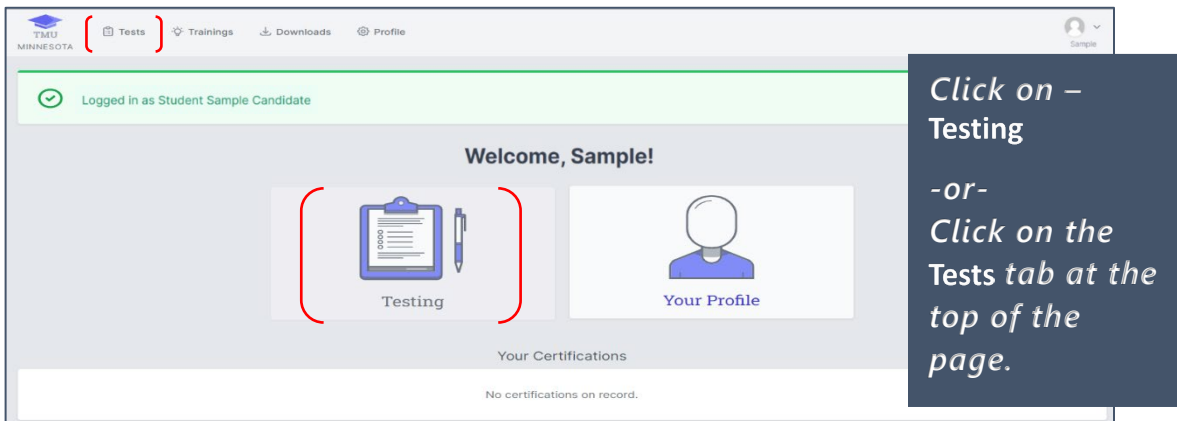 TMU
MINNESOTA
Tests
Trainings
Downloads
Profile
Sample
Logged in as Student Sample Candidate
Welcome, Sample!
Testing
Your Profile
Your Certifications
No certifications on record.
Click on –
Testing
-or-
Click on the
Tests tab at the
top of the
page.